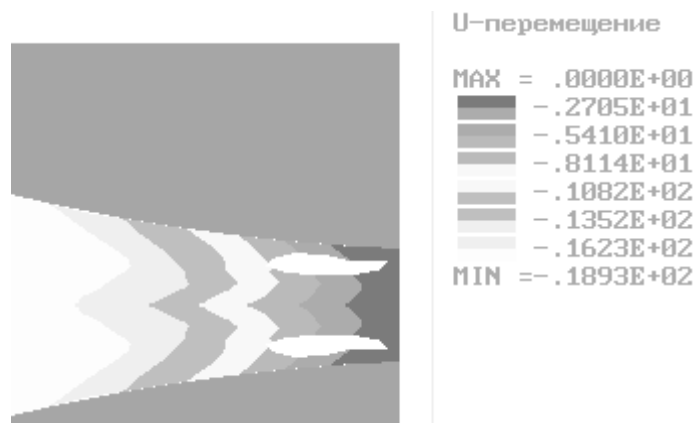 U-перемещение
MAX = .0000E+00
-.2705E+01
-.5410E+01
-.8114E+01
-.1082E+02
-.1352E+02
-.1623E+02
MIN =-.1893E+02